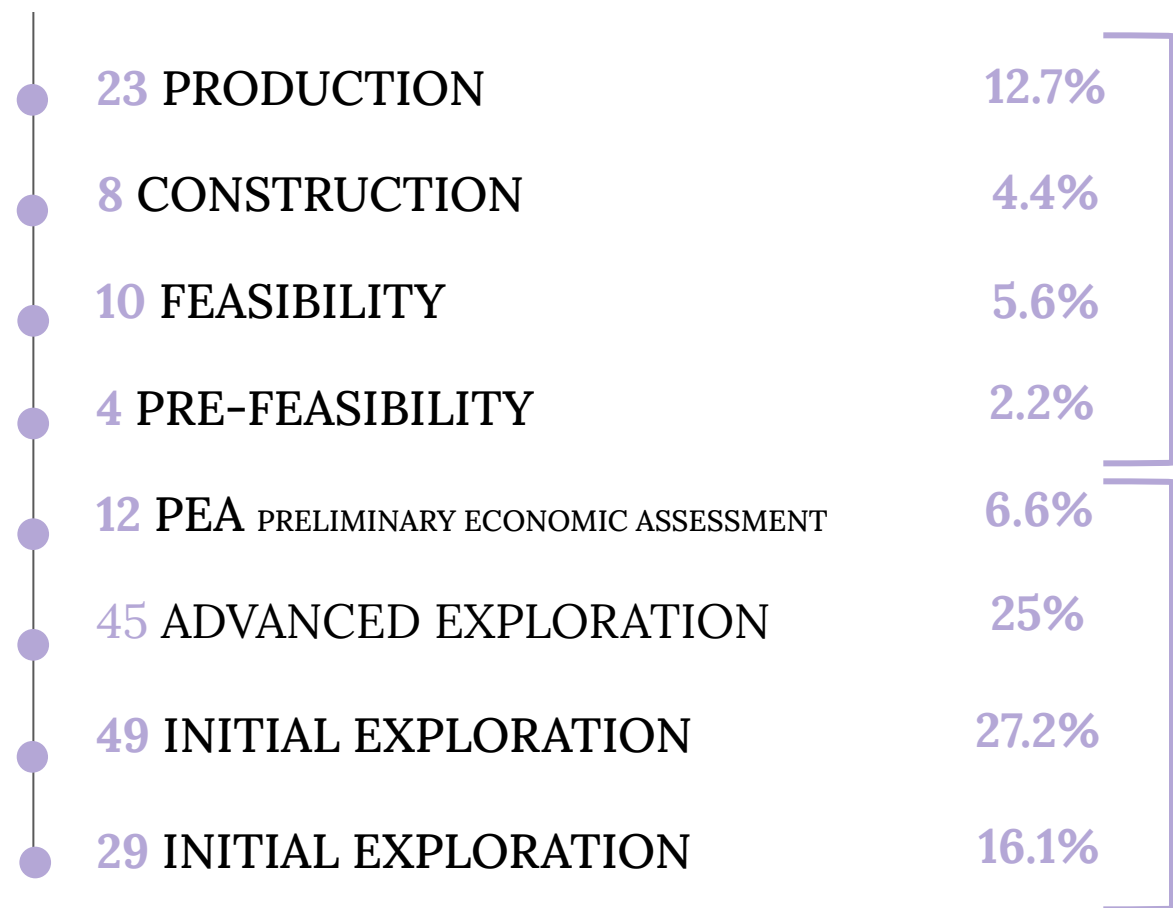 23 PRODUCTION 12.7%
8 CONSTRUCTION 4.4%
10 FEASIBILITY 5.6%
4 PRE-FEASIBILITY 2.2%
12 PEA PRELIMINARY ECONOMIC ASSESSMENT 6.6%
45 ADVANCED EXPLORATION 25%
49 INITIAL EXPLORATION 27.2%
29 INITIAL EXPLORATION 16.1%